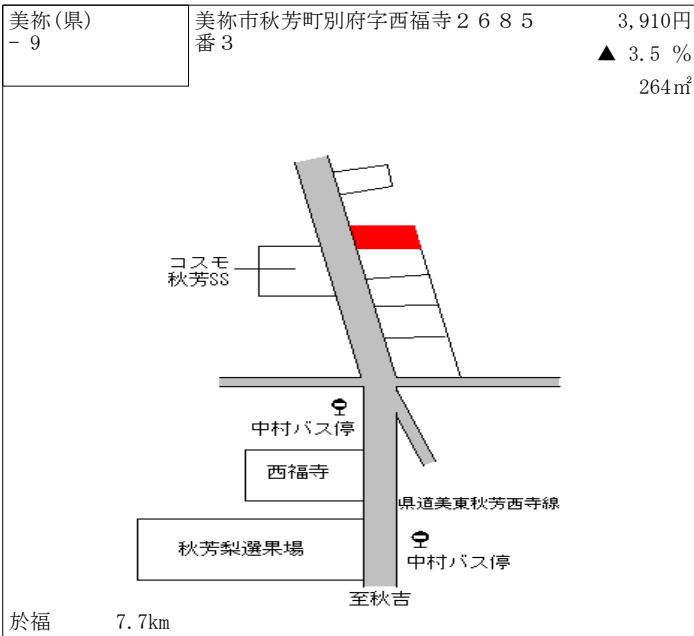 美祢(県)
－9
美祢市秋芳町別府字西福寺２６８５
番３
3,910円
▲ 3.5 %
264㎡
コスモ
秋芳SS
中村バス停
西福寺
県道美東秋芳西寺線
秋芳梨選果場
中村バス停
至秋吉
於福 7.7km